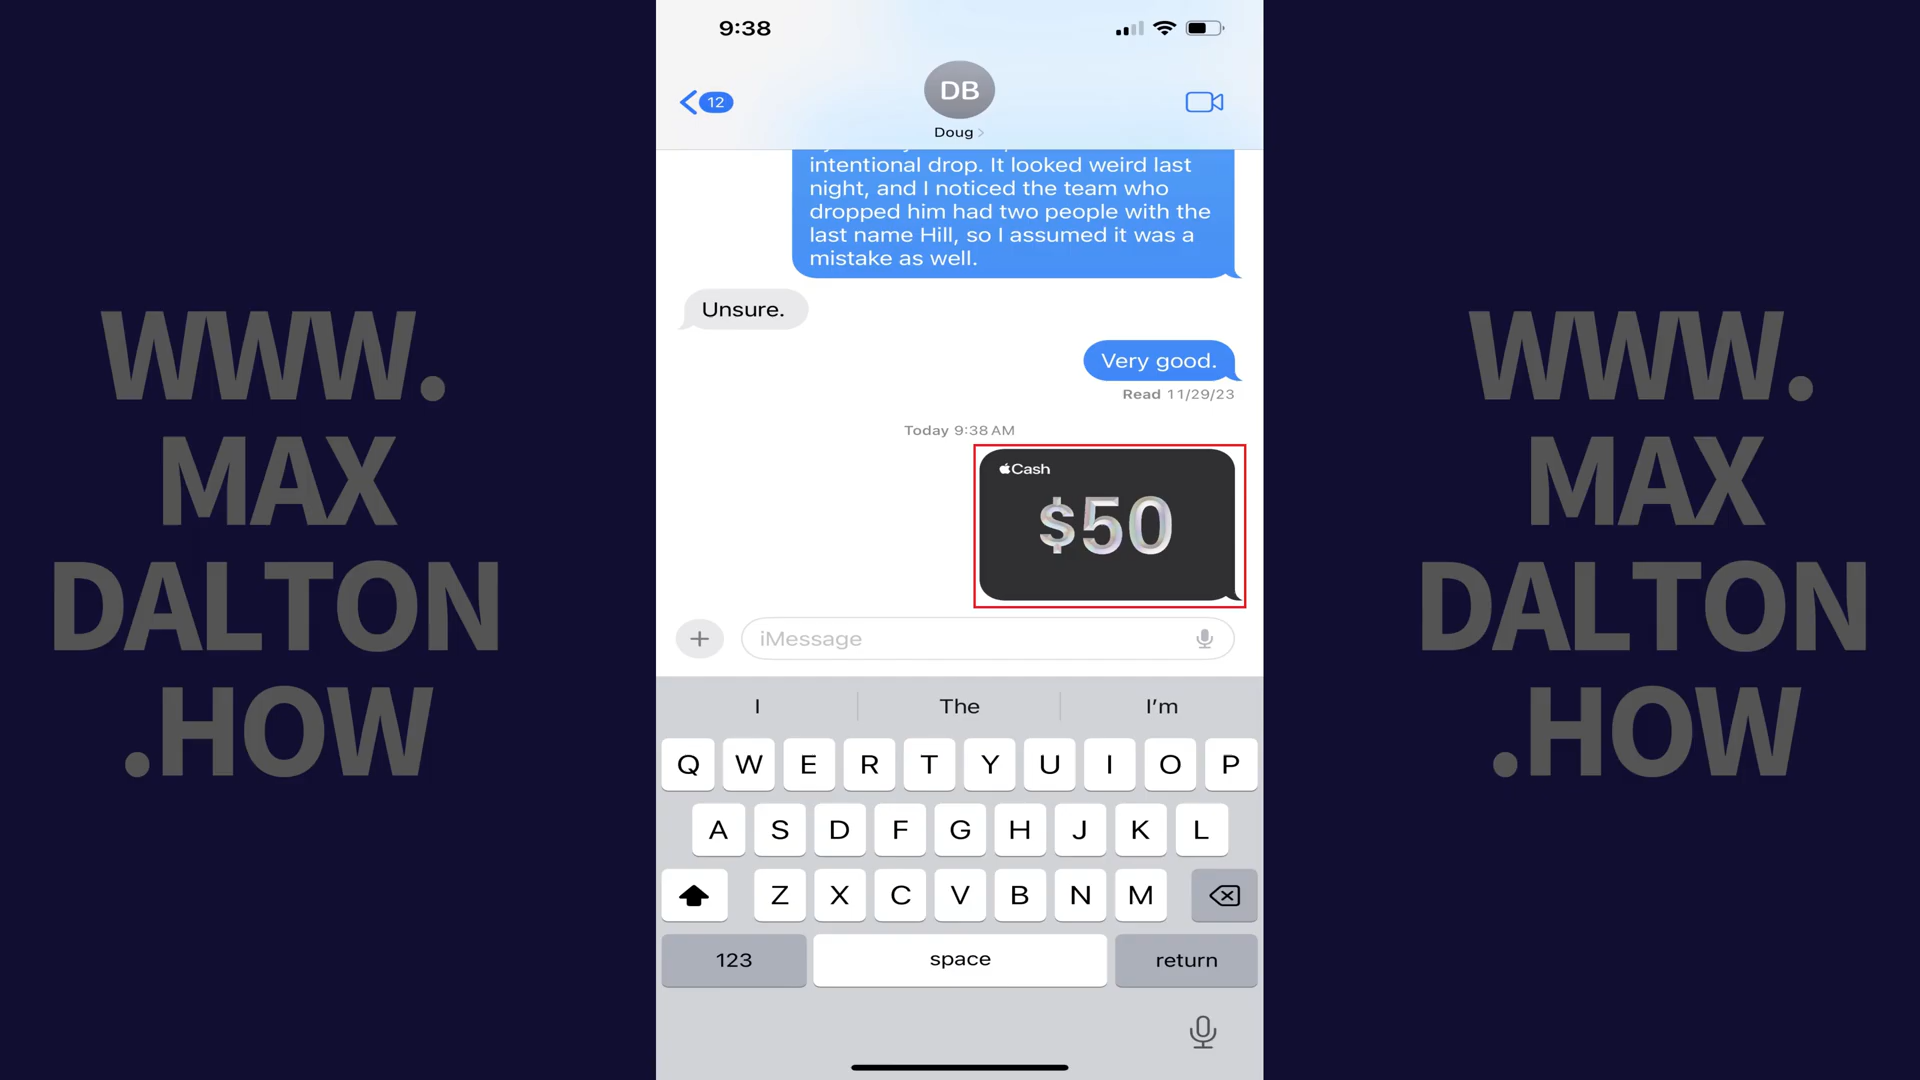 WWW.
MAX
DALTON
.HOW
9:38
12
DB
Doug
intentional drop. It looked weird last
night, and I noticed the team who
dropped him had two people with the
last name Hill, so I assumed it was a
mistake as well.
Unsure.
Very good.
Read 11/29/23
Today 9:38 AM
Cash
$50
iMessage
I The I’m
Q W E R T Y U I O P
A S D F G H J K L
Z X C V B N M
123 space return
WWW.
MAX
DALTON
.HOW